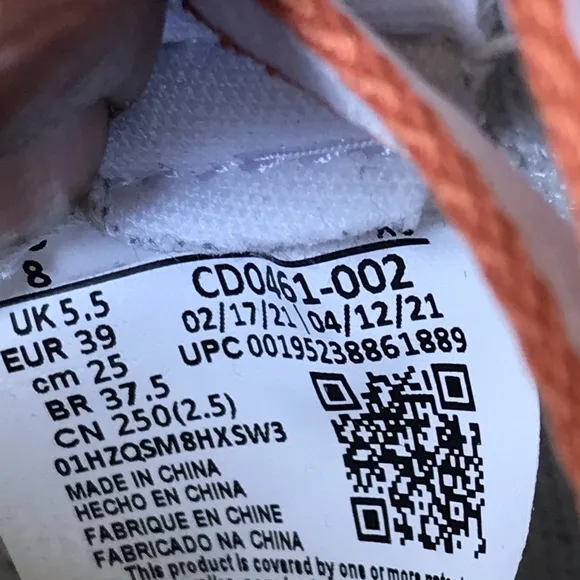 8
UK 5.5
EUR 39
cm 25
BR 37.5
CN 250(2.5)
01HZQSM8HXSW3
MADE IN CHINA
HECHO EN CHINA
FABRIQUE EN CHINE
FABRICADO NA CHINA
CD0461-002
02/17/21 04/12/21
UPC 00195238861889
This product is covered by one or more